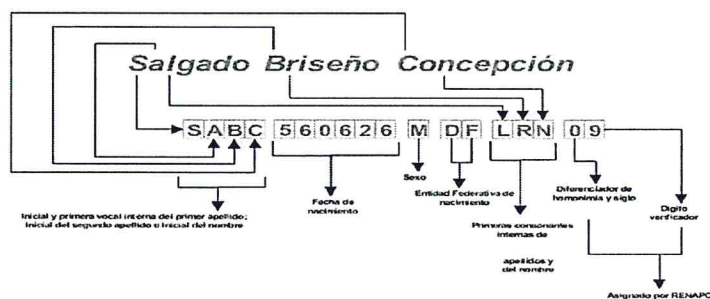 Salgado Briseño Concepción
S A B C 5 6 0 6 2 6 M D F L R N 0 9
Inicial y primera vocal interna del primer apellido;
Inicial del segundo apellido e inicial del nombre
Fecha de
nacimiento
Sexo
Entidad Federativa de
nacimiento
Primeras consonantes
internas de
apellidos y
del nombre
Diferenciador de
homonimia y siglo
Digito
verificador
Asignado por RENAPO